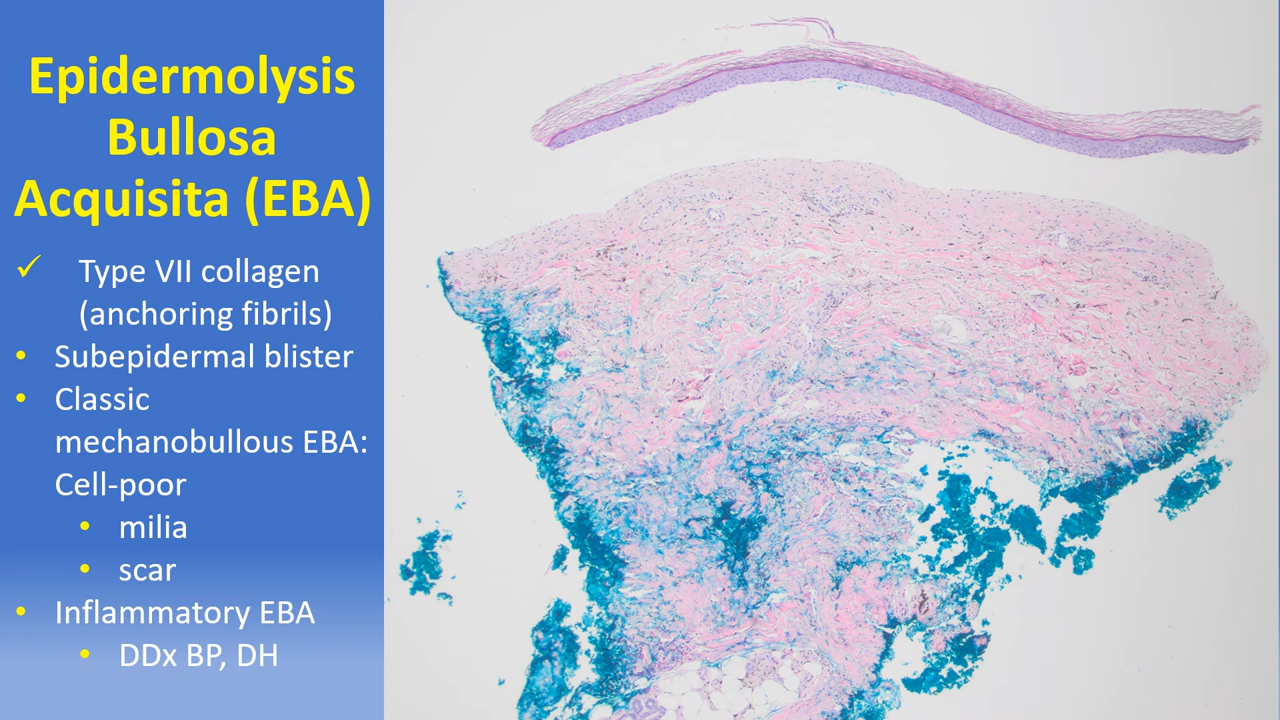 Epidermolysis
Bullosa
Acquisita (EBA)
✓ Type VII collagen
(anchoring fibrils)
• Subepidermal blister
• Classic
mechanobullous EBA:
Cell-poor
• milia
• scar
• Inflammatory EBA
• DDx BP, DH